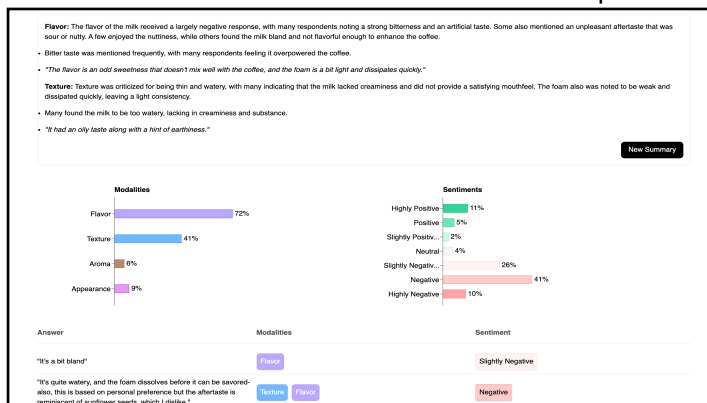 Flavor: The flavor of the milk received a largely negative response, with many respondents noting a strong bitterness and an artificial taste. Some also mentioned an unpleasant aftertaste that was
sour or nutty. A few enjoyed the nuttiness, while others found the milk bland and not flavorful enough to enhance the coffee.
• Bitter taste was mentioned frequently, with many respondents feeling it overpowered the coffee.
• "The flavor is an odd sweetness that doesn't mix well with the coffee, and the foam is a bit light and dissipates quickly."
Texture: Texture was criticized for being thin and watery, with many indicating that the milk lacked creaminess and did not provide a satisfying mouthfeel. The foam also was noted to be weak and
dissipated quickly, leaving a light consistency.
• Many found the milk to be too watery, lacking in creaminess and substance.
• "It had an oily taste along with a hint of earthiness."
New Summary
Modalities
Flavor 72%
Texture 41%
Aroma 6%
Appearance 9%
Sentiments
Highly Positive 11%
Positive 5%
Slightly Positiv... 2%
Neutral 4%
Slightly Negativ... 26%
Negative 41%
Highly Negative 10%
Answer Modalities Sentiment
"It's a bit bland" Flavor Slightly Negative
"It's quite watery, and the foam dissolves before it can be savored-
also, this is based on personal preference but the aftertaste is Texture Flavor Negative
reminiscent of sunflower seeds, which I dislike."